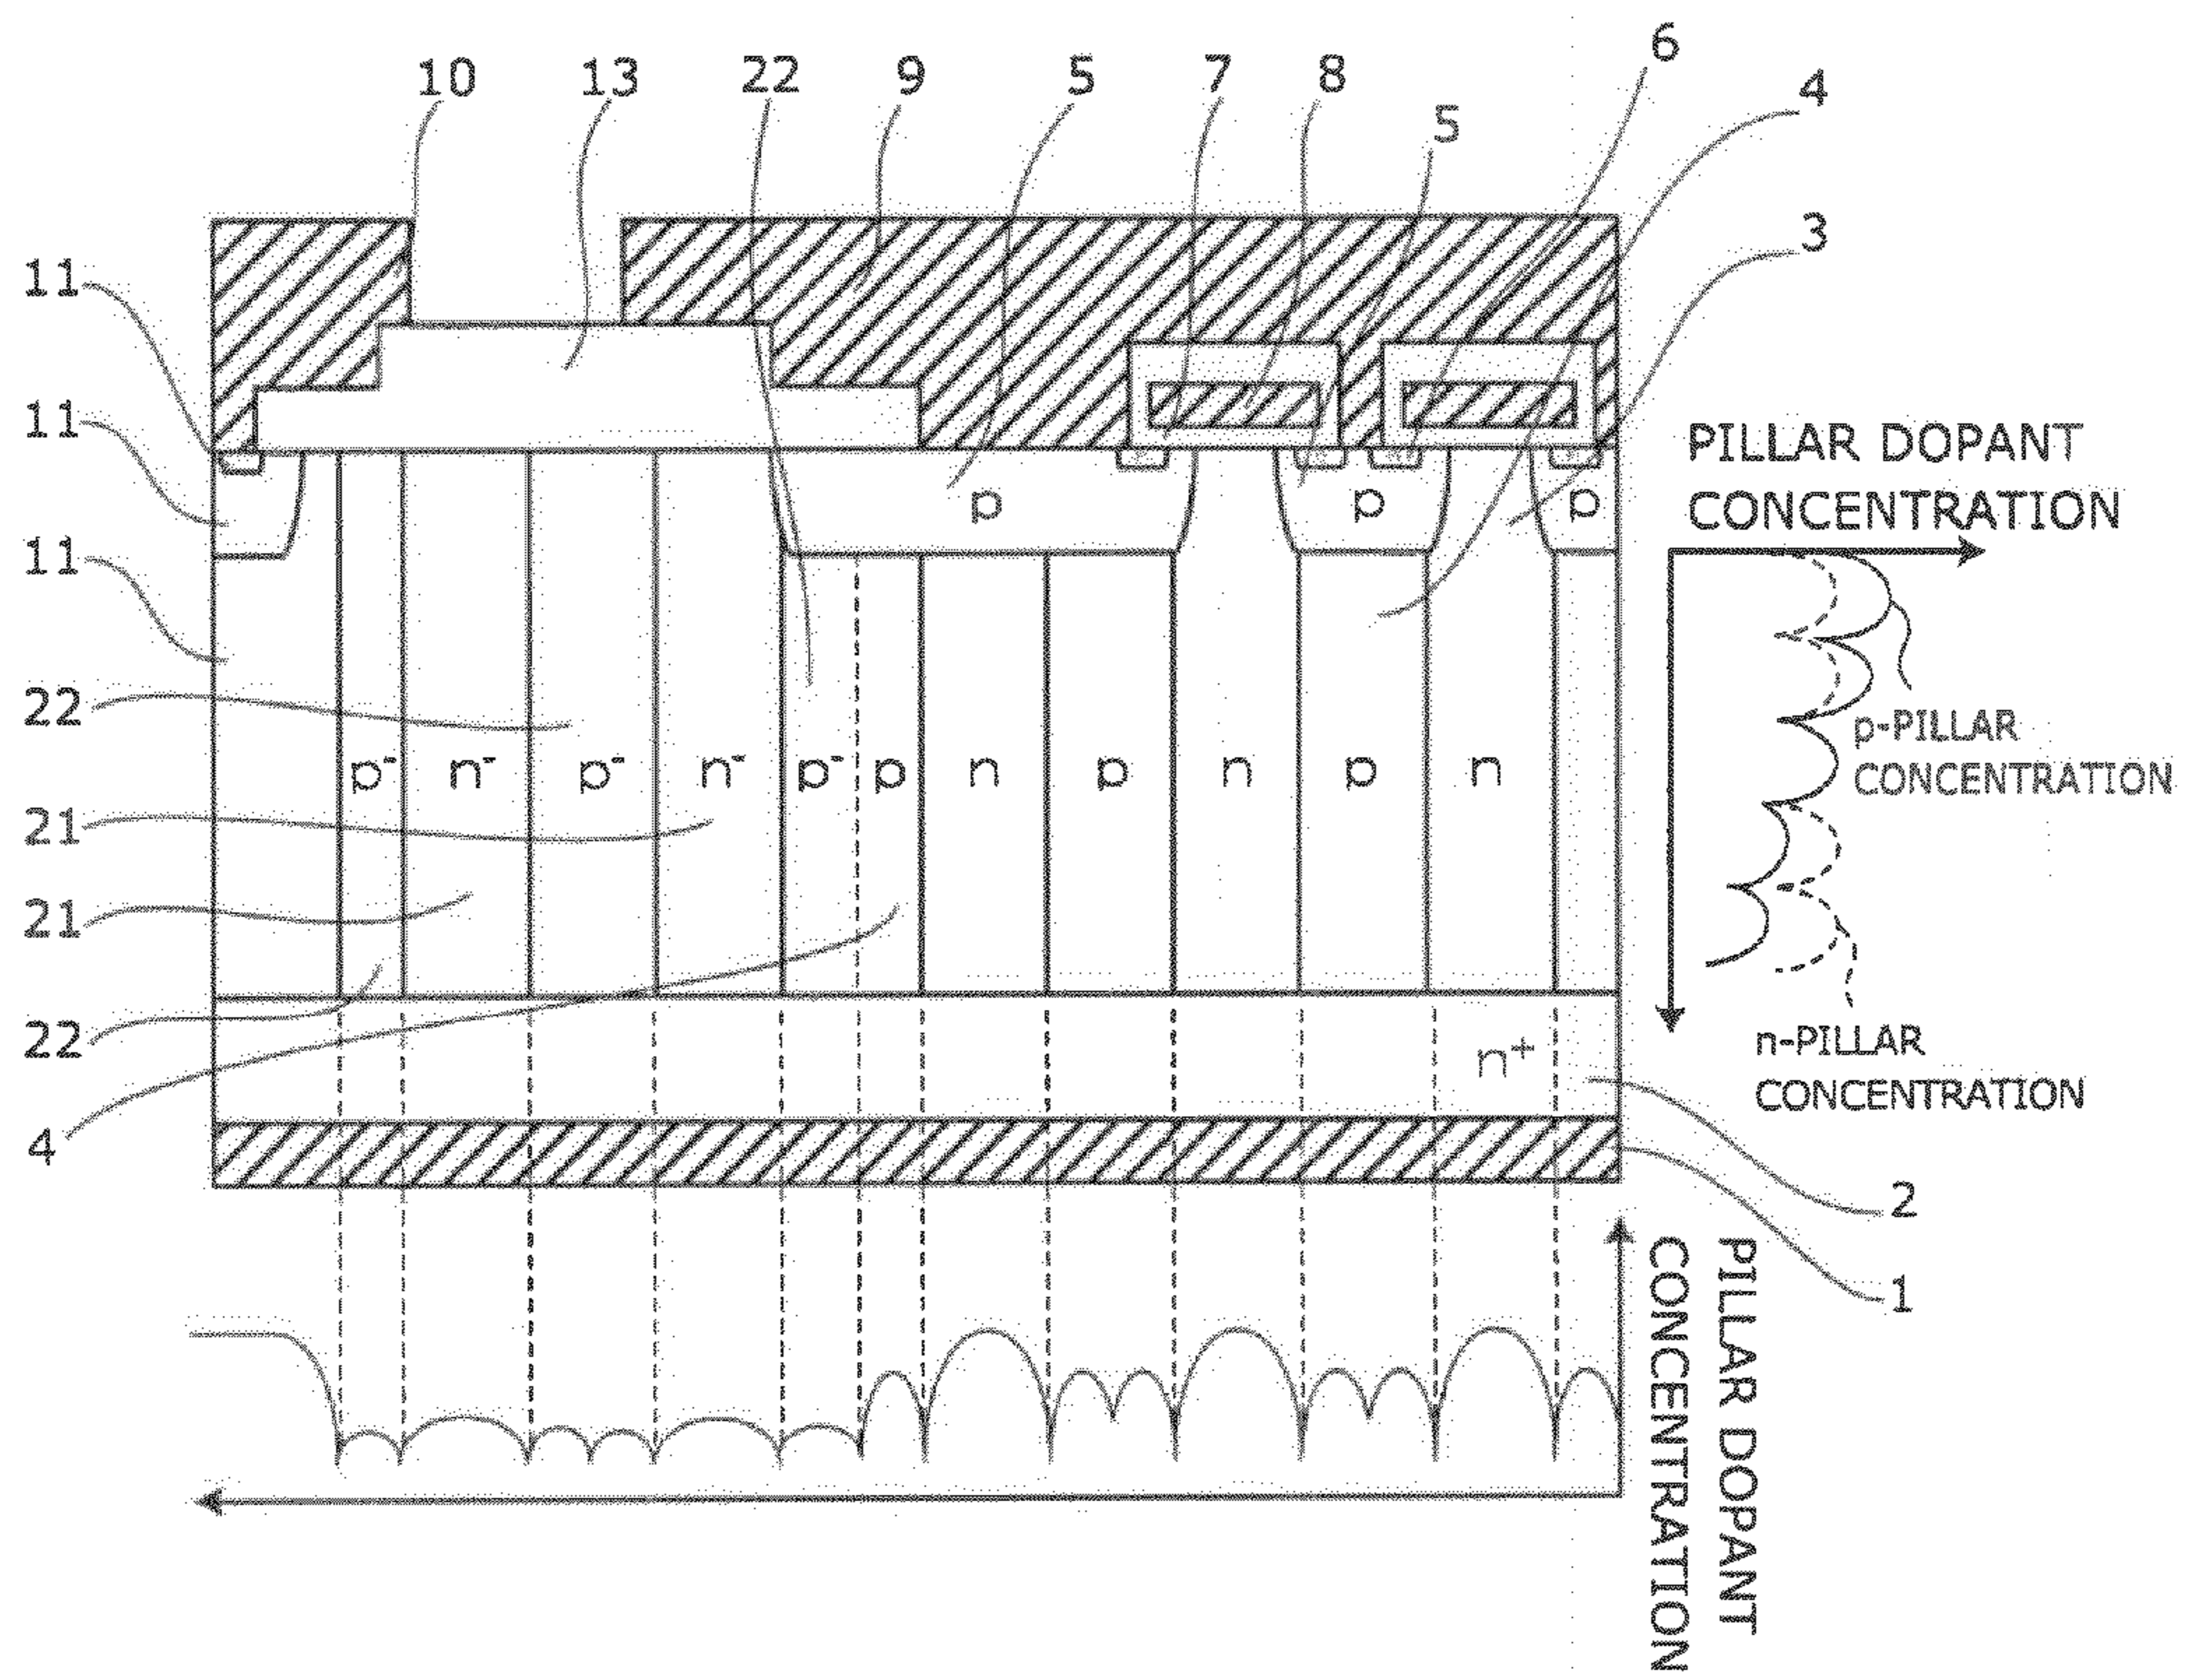 10 13 22 9 5 7 8 5 6 4
3
11
11
11
22
21
21
22
4
p p p
p- n- p- n- p- p n p n p n
n+
2
1
PILLAR DOPANT
CONCENTRATION
p-PILLAR
CONCENTRATION
n-PILLAR
CONCENTRATION
PILLAR DOPANT
CONCENTRATION